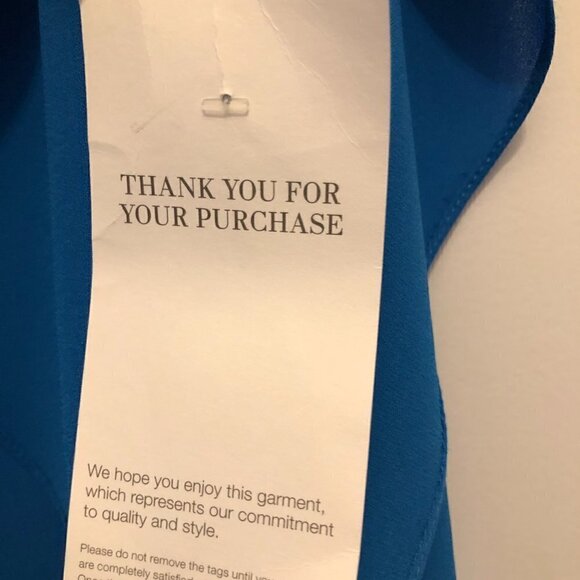 THANK YOU FOR
YOUR PURCHASE
We hope you enjoy this garment,
which represents our commitment
to quality and style.
Please do not remove the tags until
are completely